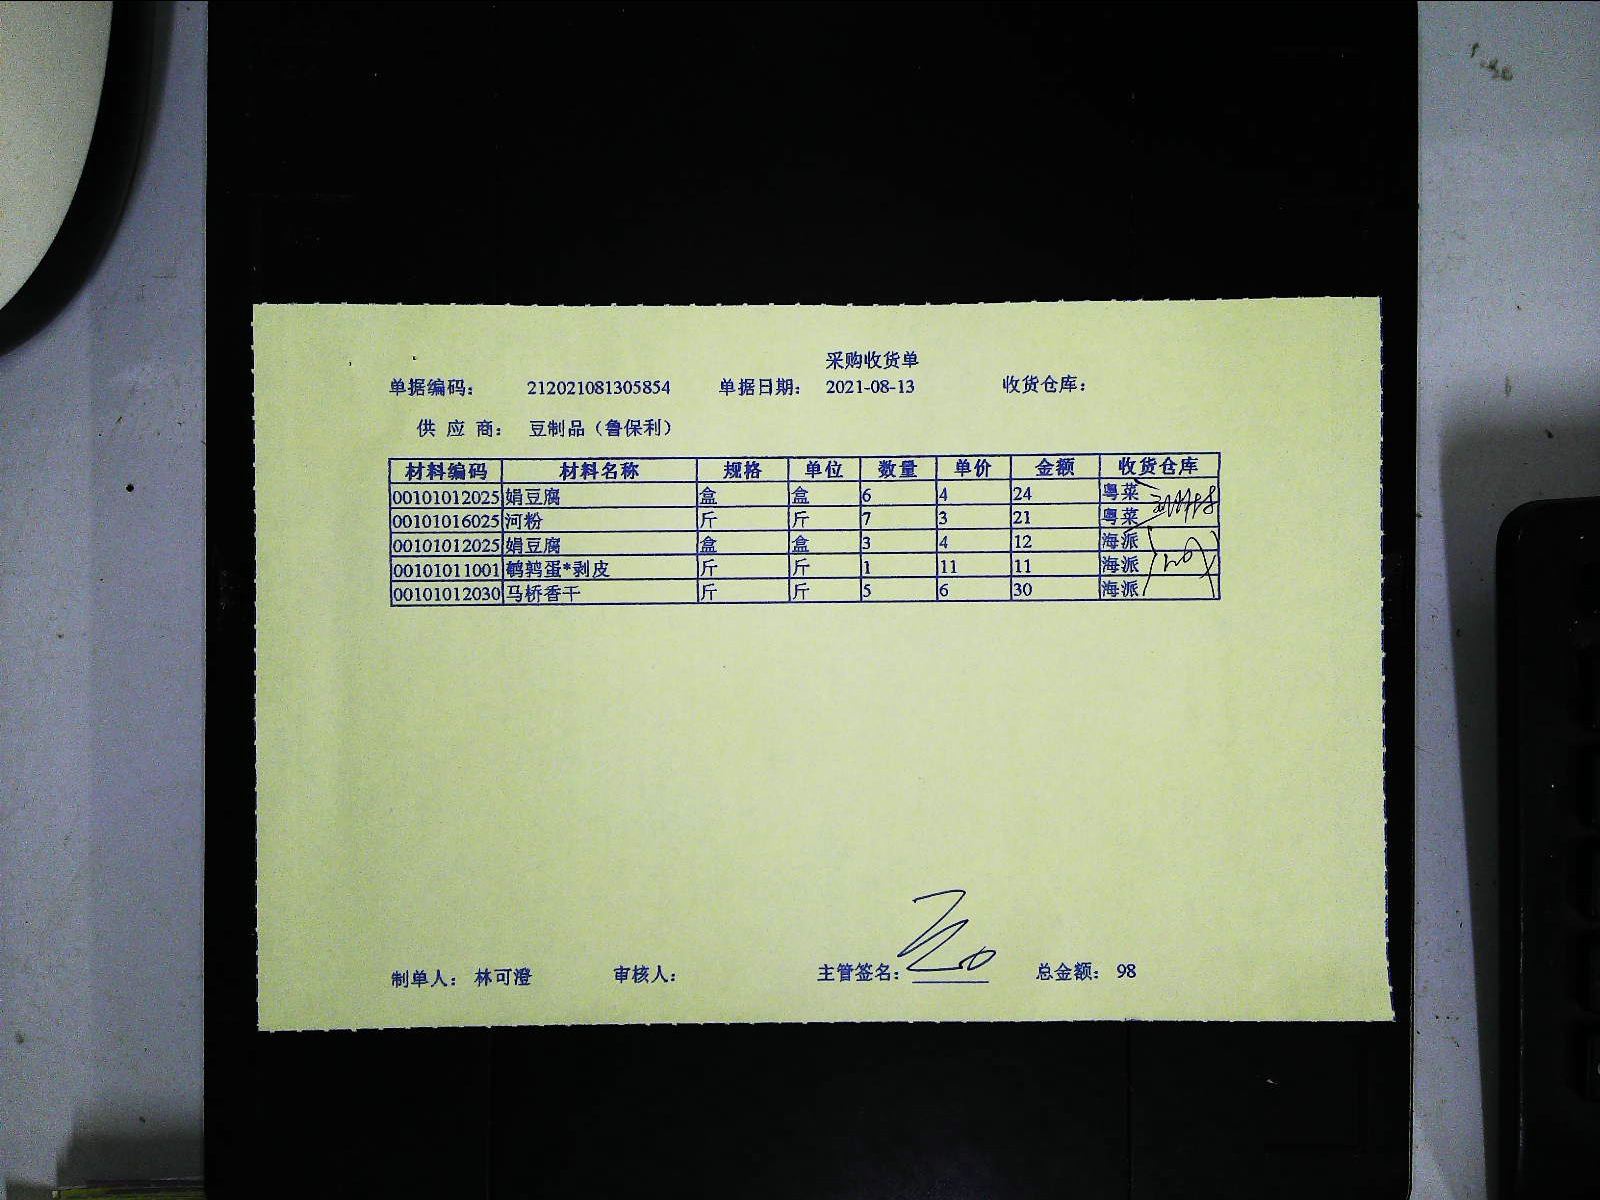 采购收货单
单据编码： 212021081305854 单据日期： 2021-08-13 收货仓库：
供 应 商： 豆制品（鲁保利）
材料编码 材料名称 规格 单位 数量 单价 金额 收货仓库
00101012025 娟豆腐 盒 盒 6 4 24 粤菜
00101016025 河粉 斤 斤 7 3 21 粤菜
00101012025 娟豆腐 盒 盒 3 4 12 海派
00101011001 鹌鹑蛋*剥皮 斤 斤 1 11 11 海派
00101012030 马桥香干 斤 斤 5 6 30 海派
制单人： 林可澄 审核人： 主管签名： 总金额： 98